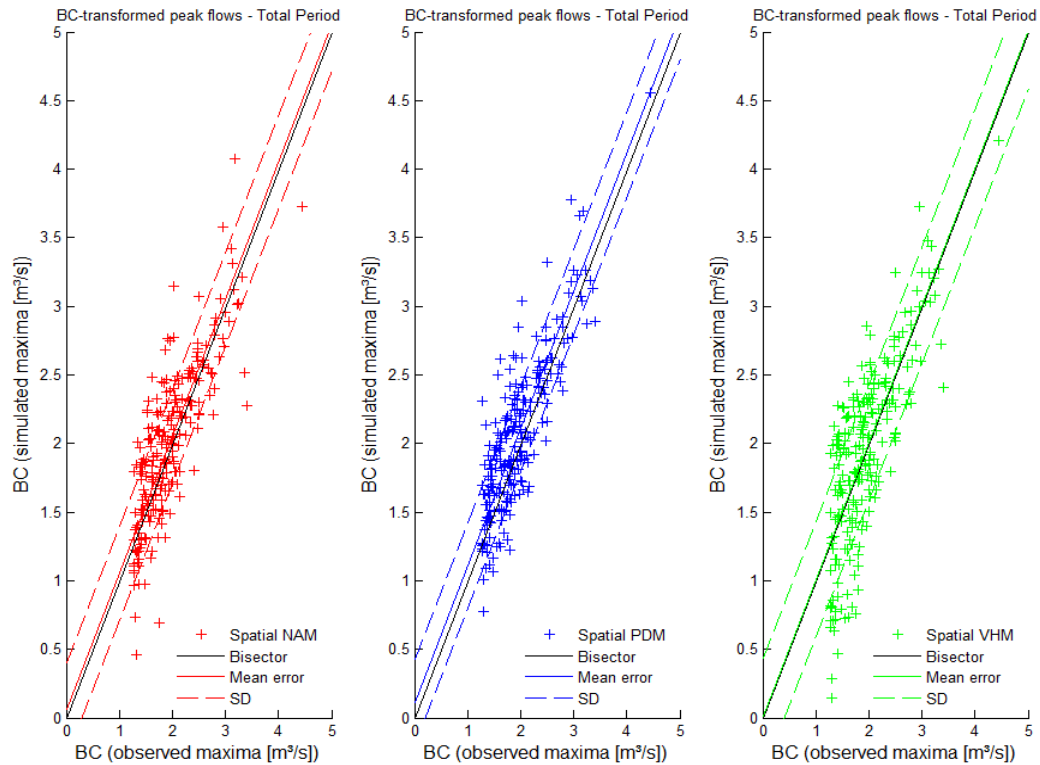 BC-transformed peak flows - Total Period
5
4.5
4
3.5
3
2.5
2
1.5
1
0.5
0
BC (simulated maxima [m³/s])
Spatial NAM
Bisector
Mean error
SD
0 1 2 3 4 5
BC (observed maxima [m³/s])
BC-transformed peak flows - Total Period
5
4.5
4
3.5
3
2.5
2
1.5
1
0.5
0
BC (simulated maxima [m³/s])
Spatial PDM
Bisector
Mean error
SD
0 1 2 3 4 5
BC (observed maxima [m³/s])
BC-transformed peak flows - Total Period
5
4.5
4
3.5
3
2.5
2
1.5
1
0.5
0
BC (simulated maxima [m³/s])
Spatial VHM
Bisector
Mean error
SD
0 1 2 3 4 5
BC (observed maxima [m³/s])